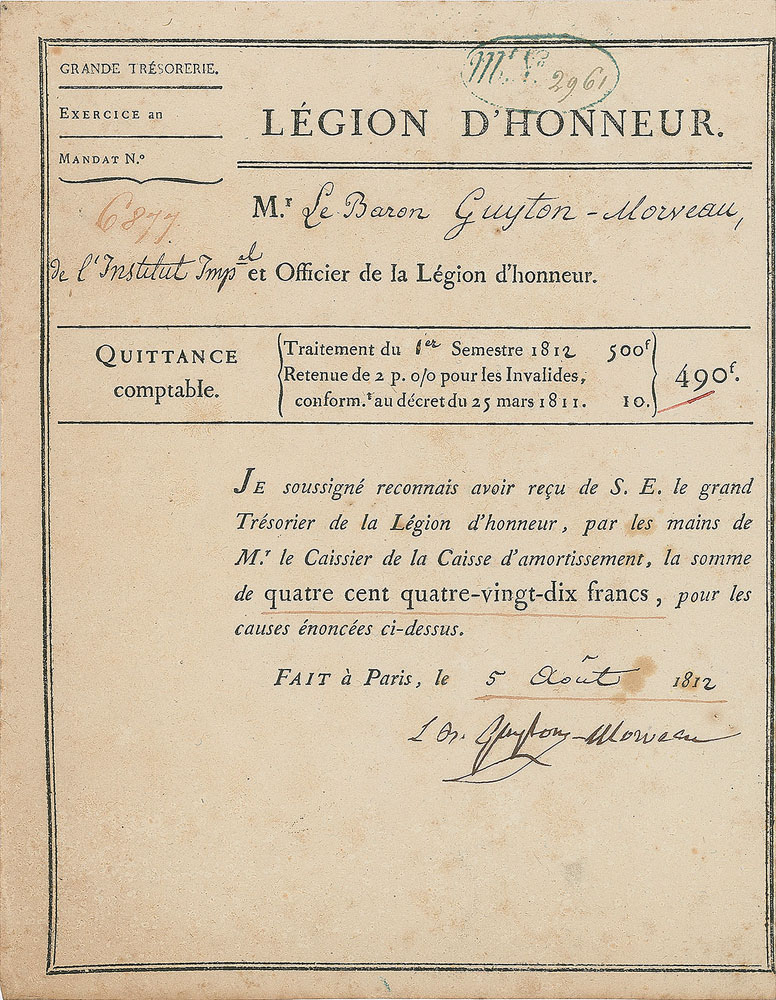 GRANDE TRÉSORERIE.
EXERCICE an
MANDAT N.º
6877
2961
LÉGION D'HONNEUR.
M.r Le Baron Guyton-Morveau,
de l'Institut Imp.al et Officier de la Légion d'honneur.
QUITTANCE
comptable.
Traitement du 1er Semestre 1812 500f
Retenue de 2 p. o/o pour les Invalides,
conform.t au décret du 25 mars 1811. 10.
490f.
JE soussigné reconnais avoir reçu de S. E. le grand
Trésorier de la Légion d'honneur, par les mains de
M.r le Caissier de la Caisse d'amortissement, la somme
de quatre cent quatre-vingt-dix francs, pour les
causes énoncées ci-dessus.
FAIT à Paris, le 5 Août 1812
Guyton-Morveau